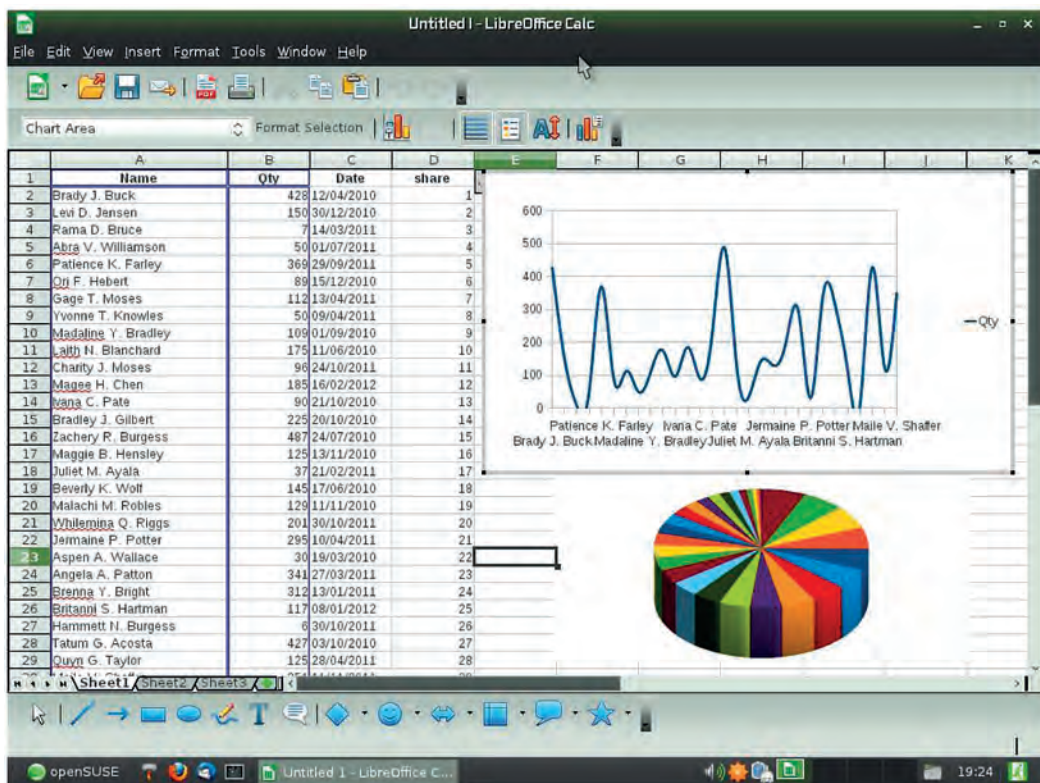 Untitled 1 - LibreOffice Calc
File Edit View Insert Format Tools Window Help
PDF
Chart Area Format Selection
A B C D E F G H I J K
1 Name Qty Date share
2 Brady J. Buck 428 12/04/2010 1
3 Levi D. Jensen 150 30/12/2010 2
4 Rama D. Bruce 7 14/03/2011 3
5 Abra V. Williamson 50 01/07/2011 4
6 Patience K. Farley 369 29/09/2011 5
7 Ori F. Hebert 89 15/12/2010 6
8 Gage T. Moses 112 13/04/2011 7
9 Yvonne T. Knowles 50 09/04/2011 8
10 Madaline Y. Bradley 109 01/09/2010 9
11 Laith N. Blanchard 175 11/06/2010 10
12 Charity J. Moses 96 24/10/2011 11
13 Magee H. Chen 185 16/02/2012 12
14 Ivana C. Pate 90 21/10/2010 13
15 Bradley J. Gilbert 225 20/10/2010 14
16 Zachery R. Burgess 487 24/07/2010 15
17 Maggie B. Hensley 125 13/11/2010 16
18 Juliet M. Ayala 37 21/02/2011 17
19 Beverly K. Wolf 145 17/06/2010 18
20 Malachi M. Robles 129 11/11/2010 19
21 Whilemina Q. Riggs 201 30/10/2011 20
22 Jermaine P. Potter 295 10/04/2011 21
23 Aspen A. Wallace 30 19/03/2010 22
24 Angela A. Patton 341 27/03/2011 23
25 Brenna Y. Bright 312 13/01/2011 24
26 Britanni S. Hartman 117 08/01/2012 25
27 Hammett N. Burgess 6 30/10/2011 26
28 Tatum G. Acosta 427 03/10/2010 27
29 Quyn G. Taylor 125 28/04/2011 28
600
500
400
300
200
100
0
Qty
Patience K. Farley Ivana C. Pate Jermaine P. Potter Maile V. Shaffer
Brady J. Buck Madaline Y. Bradley Juliet M. Ayala Britanni S. Hartman
Sheet1 Sheet2 Sheet3
T
openSUSE Untitled 1 - LibreOffice C... 19:24